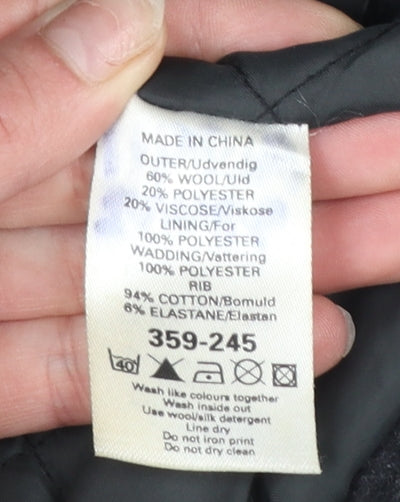 MADE IN CHINA
OUTER/Udvendig
60% WOOL/Uld
20% POLYESTER
20% VISCOSE/Viskose
LINING/For
100% POLYESTER
WADDING/Vattering
100% POLYESTER
RIB
94% COTTON/Bomuld
6% ELASTANE/Elastan
359-245
40
Wash like colours together
Wash inside out
Use wool/silk detergent
Line dry
Do not iron print
Do not dry clean